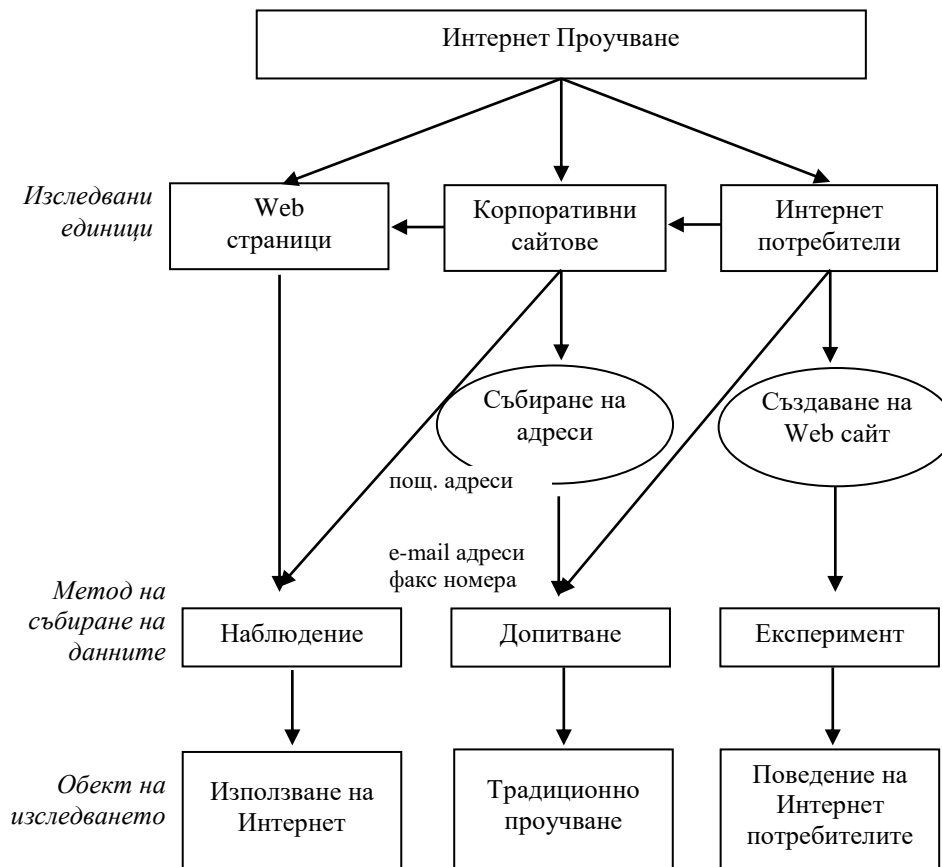 Интернет Проучване
Изследвани
единици
Web
страници
Корпоративни
сайтове
Интернет
потребители
Събиране на
адреси
Създаване на
Web сайт
пощ. адреси
e-mail адреси
факс номера
Метод на
събиране на
данните
Наблюдение
Допитване
Експеримент
Обект на
изследването
Използване на
Интернет
Традиционно
проучване
Поведение на
Интернет
потребителите